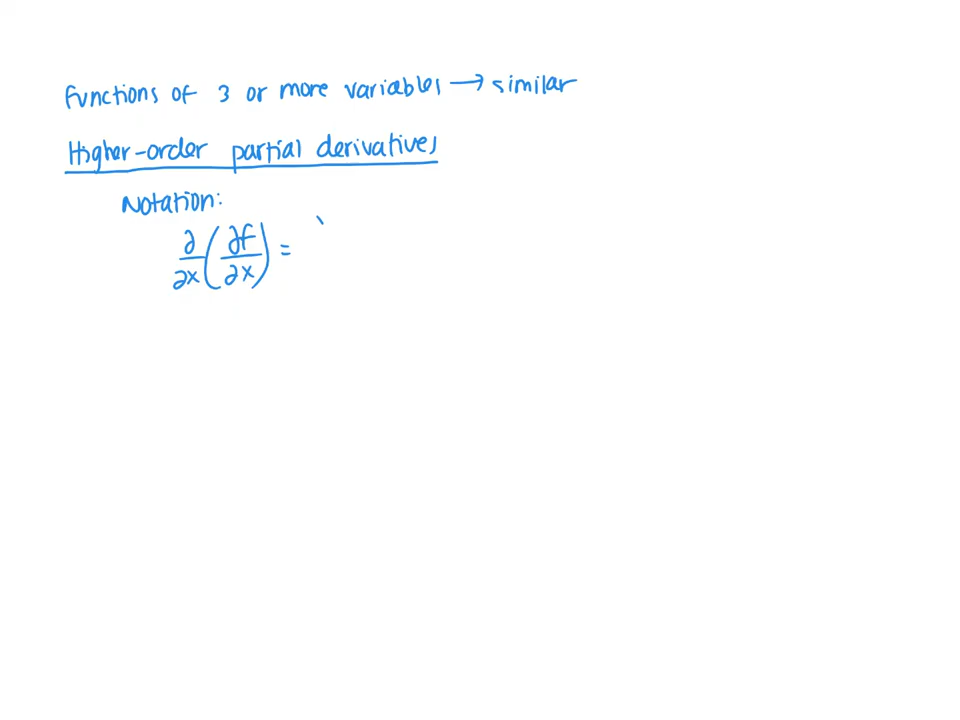 Functions of 3 or more variables → similar
Higher-order partial derivatives
Notation:
∂/∂x (∂f/∂x) =